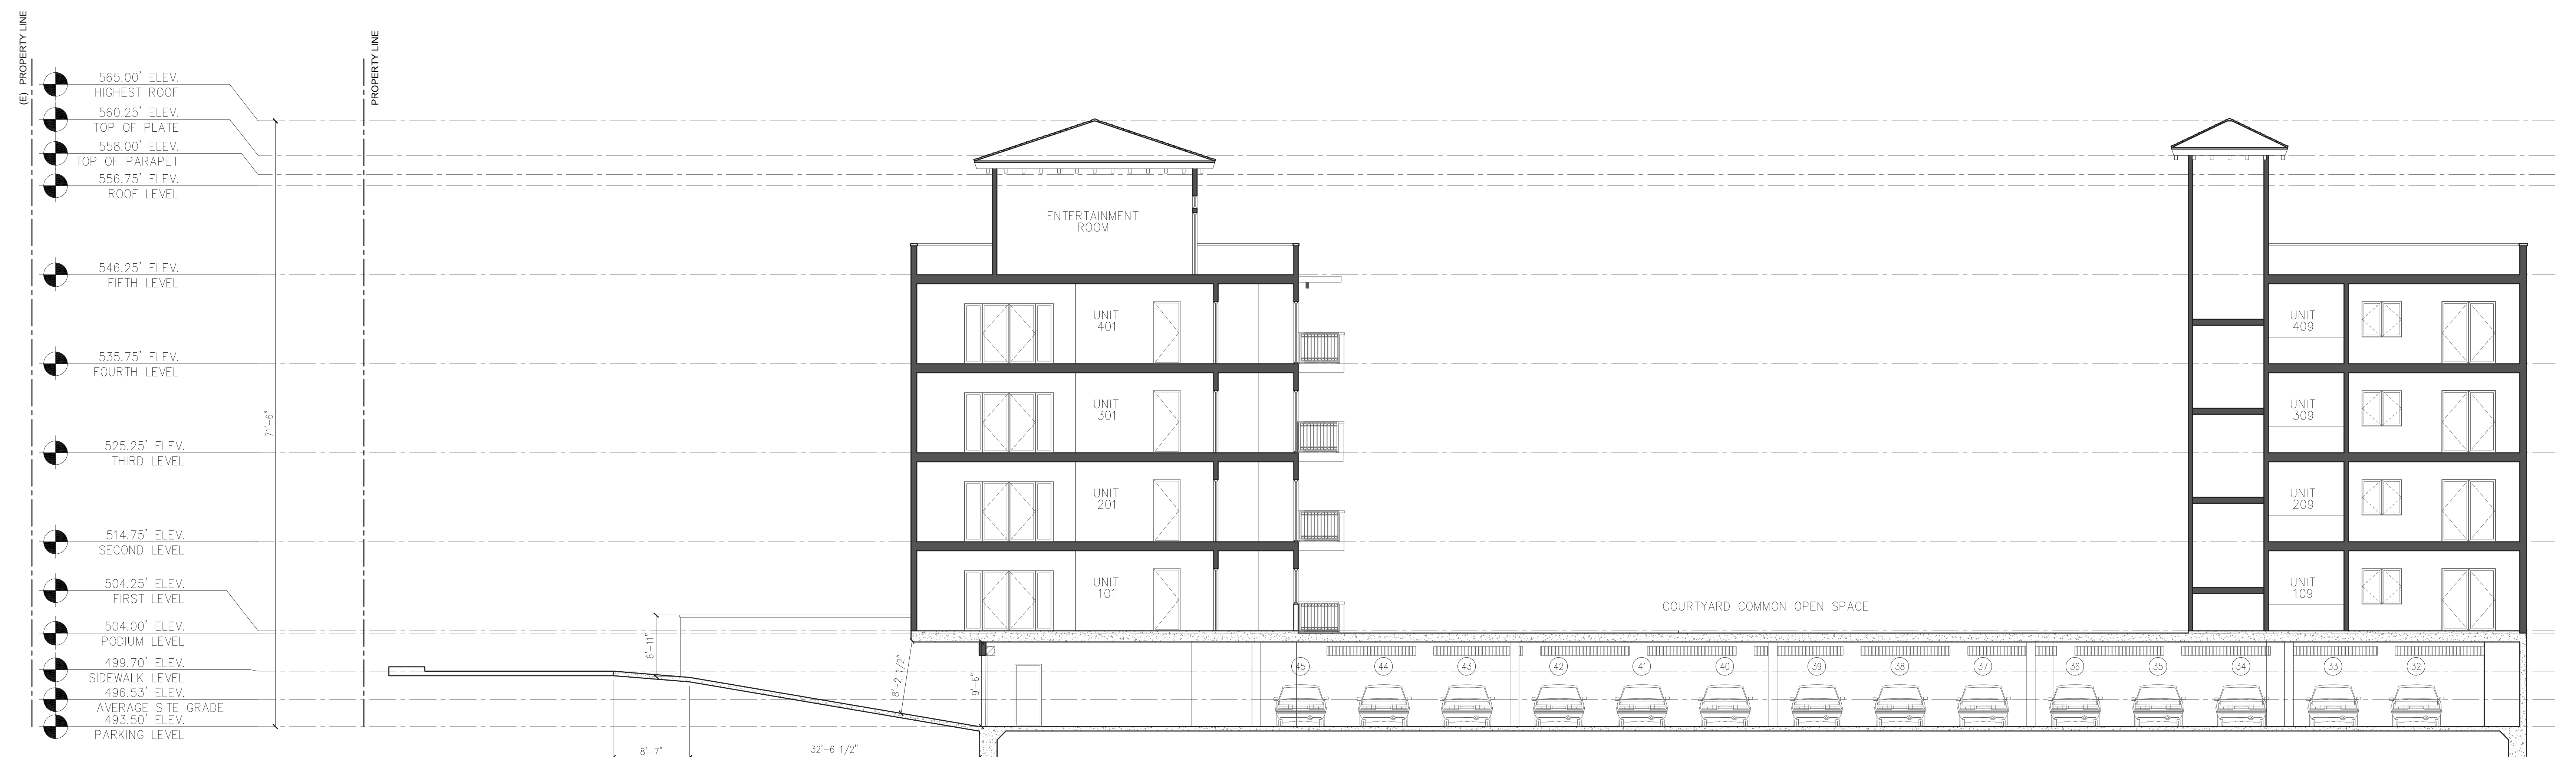 (E) PROPERTY LINE
PROPERTY LINE
565.00' ELEV.
HIGHEST ROOF
560.25' ELEV.
TOP OF PLATE
558.00' ELEV.
TOP OF PARAPET
556.75' ELEV.
ROOF LEVEL
546.25' ELEV.
FIFTH LEVEL
535.75' ELEV.
FOURTH LEVEL
525.25' ELEV.
THIRD LEVEL
514.75' ELEV.
SECOND LEVEL
504.25' ELEV.
FIRST LEVEL
504.00' ELEV.
PODIUM LEVEL
499.70' ELEV.
SIDEWALK LEVEL
496.53' ELEV.
AVERAGE SITE GRADE
493.50' ELEV.
PARKING LEVEL
71'-6"
ENTERTAINMENT
ROOM
UNIT
401
UNIT
301
UNIT
201
UNIT
101
UNIT
409
UNIT
309
UNIT
209
UNIT
109
COURTYARD COMMON OPEN SPACE
6'-11"
8'-2 1/2"
9'-6"
8'-7"
32'-6 1/2"
45
44
43
42
41
40
39
38
37
36
35
34
33
32